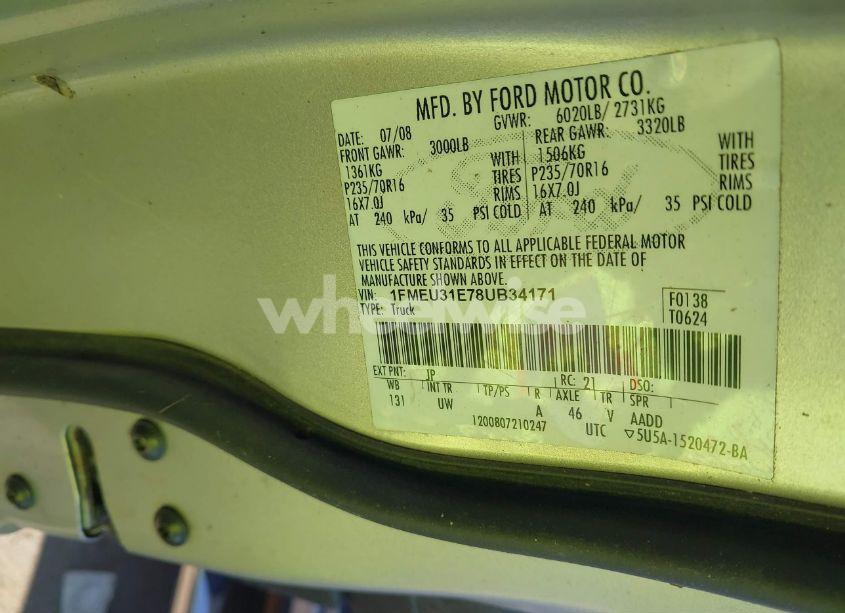 MFD. BY FORD MOTOR CO.
DATE: 07/08 GVWR: 6020LB/ 2731KG
FRONT GAWR: 3000LB REAR GAWR: 3320LB
1361KG WITH 1506KG WITH
P235/70R16 TIRES P235/70R16 TIRES
16X7.0J RIMS 16X7.0J RIMS
AT 240 kPa/ 35 PSI COLD AT 240 kPa/ 35 PSI COLD
THIS VEHICLE CONFORMS TO ALL APPLICABLE FEDERAL MOTOR
VEHICLE SAFETY STANDARDS IN EFFECT ON THE DATE OF
MANUFACTURE SHOWN ABOVE.
VIN: 1FMEU31E78UB34171 F0138
TYPE: Truck T0624
wheelwise
EXT PNT: JP RC: 21 DSO:
WB INT TR TP/PS R AXLE TR SPR
131 UW A 46 V AADD
1200807210247 UTC ▽5U5A-1520472-BA